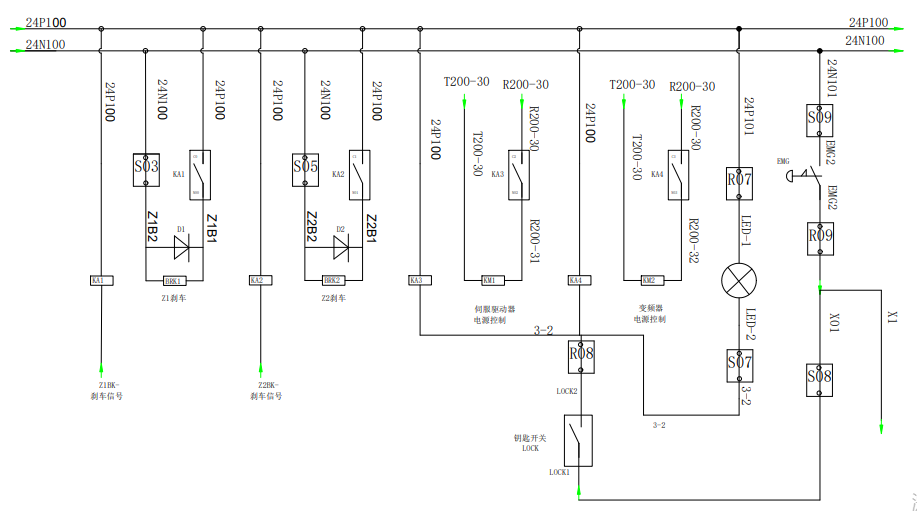 24P100
24P100
24N100
24N100
24P100
24N100
24P100
24P100
24N100
24P100
24P100
T200-30
R200-30
T200-30
R200-30
24P100
T200-30
R200-30
T200-30
R200-30
24P101
24N101
S09
EMG2
EMG
EMG2
S03
KA1
S05
KA2
KA3
KA4
R07
Z1B2
Z1B1
D1
Z2B2
Z2B1
D2
R200-31
R200-32
LED-1
R09
KA1
BRK1
KA2
BRK2
KA3
KM1
KA4
KM2
Z1刹车
Z2刹车
伺服驱动器
电源控制
变频器
电源控制
LED-2
X01
X1
3-2
R08
S07
S08
Z1BK-
刹车信号
Z2BK-
刹车信号
LOCK2
3-2
3-2
钥匙开关
LOCK
LOCK1